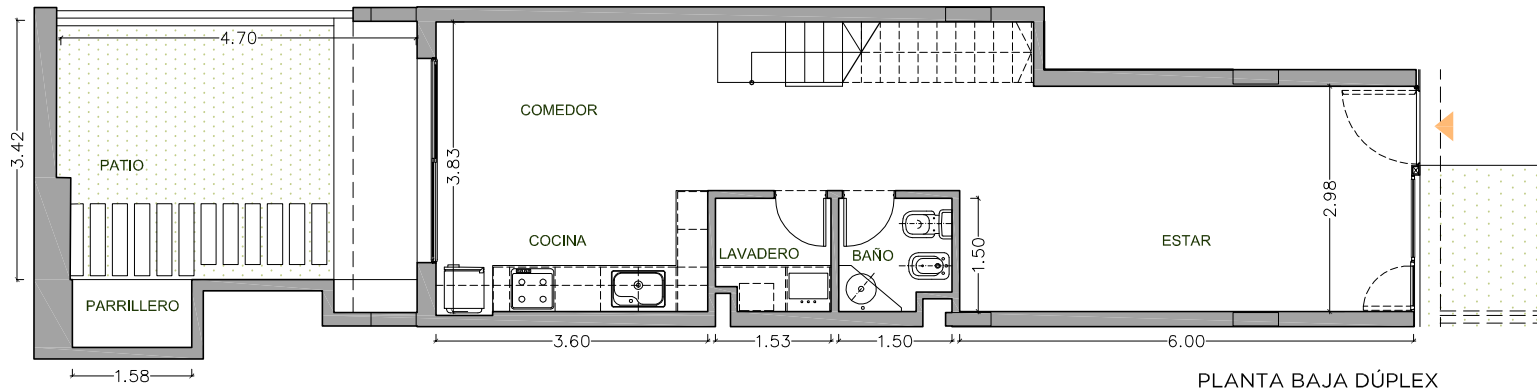 4.70
3.42
PATIO
PARRILLERO
1.58
COMEDOR
3.83
COCINA
LAVADERO
BAÑO
1.50
ESTAR
2.98
3.60
1.53
1.50
6.00
PLANTA BAJA DÚPLEX